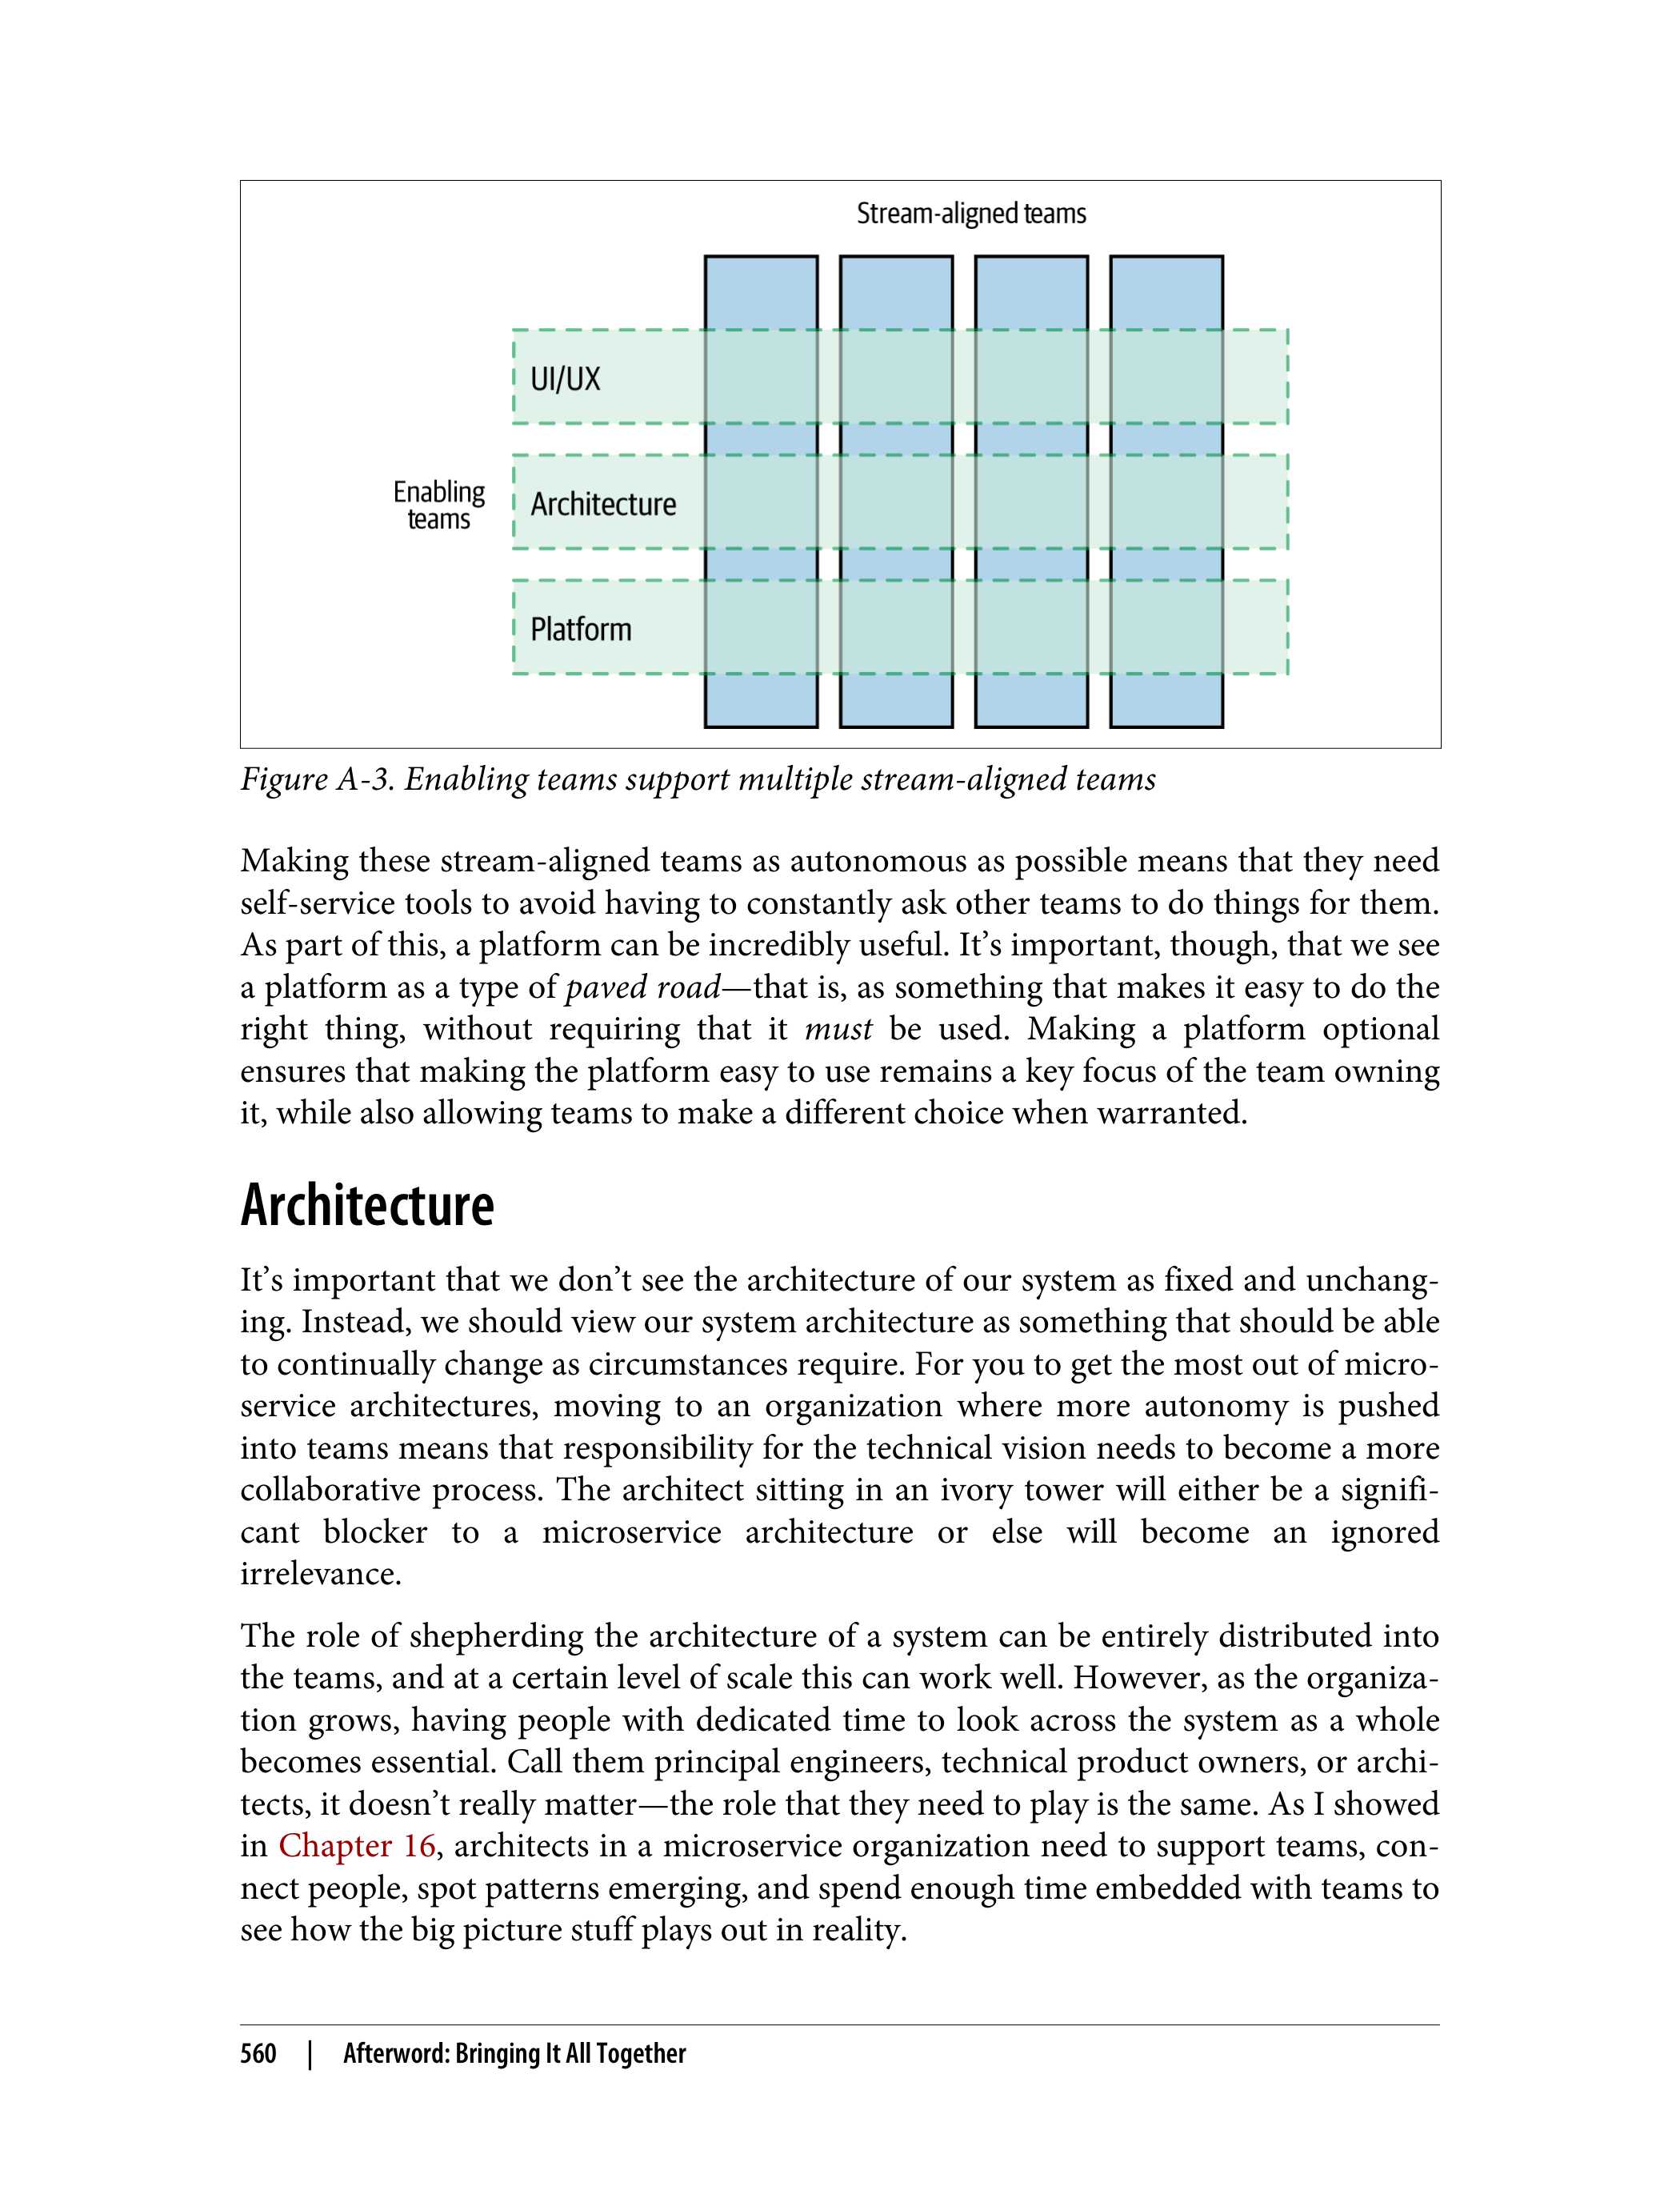 Stream-aligned teams
UI/UX
Enabling
teams
Architecture
Platform
Figure A-3. Enabling teams support multiple stream-aligned teams
Making these stream-aligned teams as autonomous as possible means that they need
self-service tools to avoid having to constantly ask other teams to do things for them.
As part of this, a platform can be incredibly useful. It’s important, though, that we see
a platform as a type of paved road—that is, as something that makes it easy to do the
right thing, without requiring that it must be used. Making a platform optional
ensures that making the platform easy to use remains a key focus of the team owning
it, while also allowing teams to make a different choice when warranted.
Architecture
It’s important that we don’t see the architecture of our system as fixed and unchang-
ing. Instead, we should view our system architecture as something that should be able
to continually change as circumstances require. For you to get the most out of micro-
service architectures, moving to an organization where more autonomy is pushed
into teams means that responsibility for the technical vision needs to become a more
collaborative process. The architect sitting in an ivory tower will either be a signifi-
cant blocker to a microservice architecture or else will become an ignored
irrelevance.
The role of shepherding the architecture of a system can be entirely distributed into
the teams, and at a certain level of scale this can work well. However, as the organiza-
tion grows, having people with dedicated time to look across the system as a whole
becomes essential. Call them principal engineers, technical product owners, or archi-
tects, it doesn’t really matter—the role that they need to play is the same. As I showed
in Chapter 16, architects in a microservice organization need to support teams, con-
nect people, spot patterns emerging, and spend enough time embedded with teams to
see how the big picture stuff plays out in reality.
560 | Afterword: Bringing It All Together